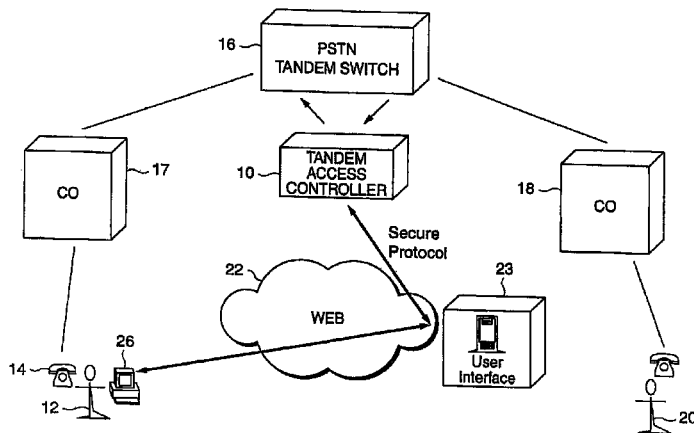 16
PSTN
TANDEM SWITCH
CO
17
10
TANDEM
ACCESS
CONTROLLER
18
CO
Secure
Protocol
22
23
WEB
User
Interface
14
26
12
20